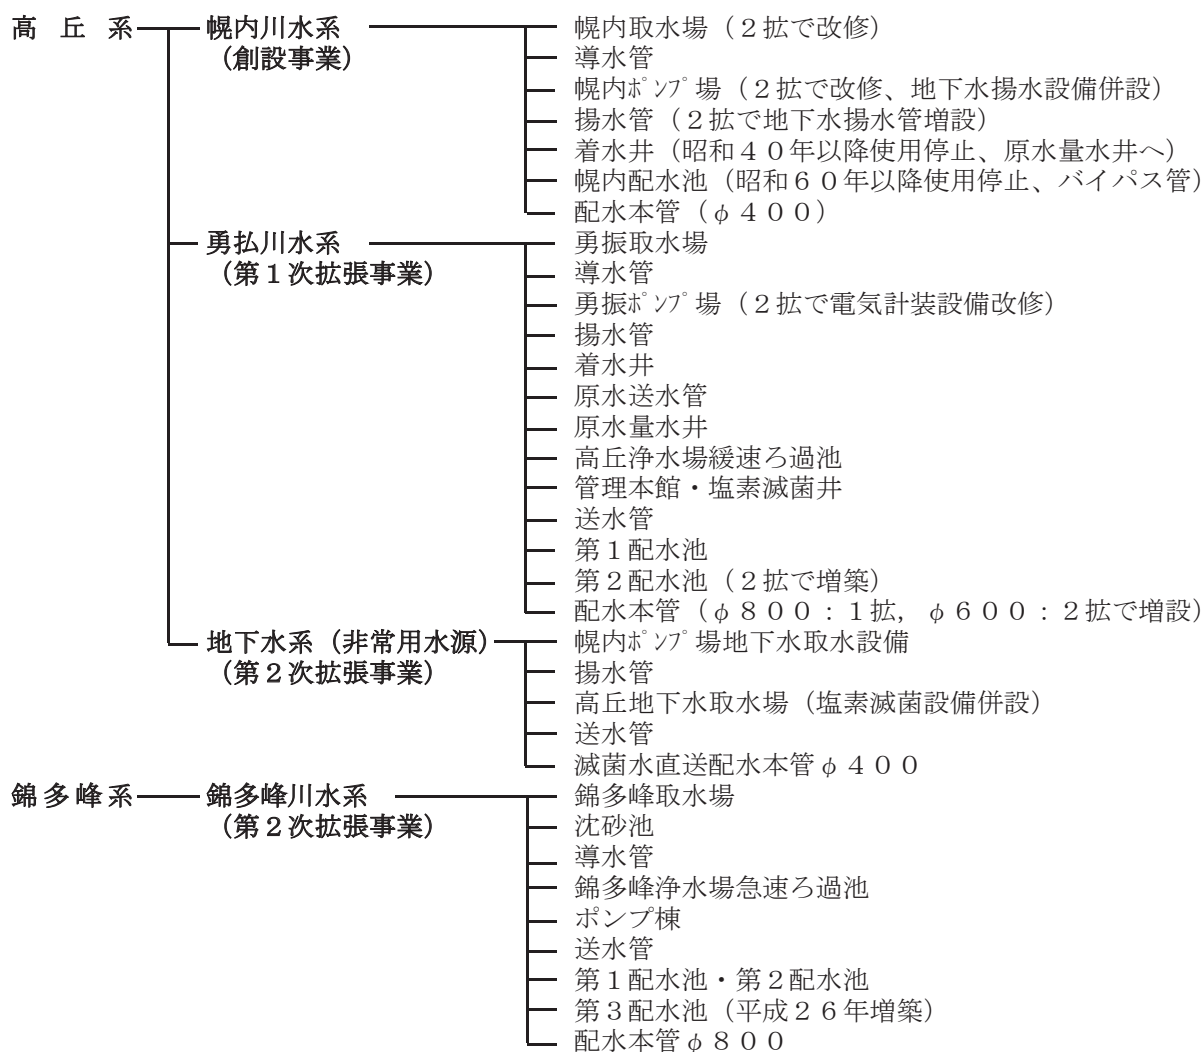 高丘系 幌内川水系 幌内取水場（２拡で改修）
（創設事業） 導水管
幌内ﾎﾟﾝﾌﾟ場（２拡で改修、地下水揚水設備併設）
揚水管（２拡で地下水揚水管増設）
着水井（昭和４０年以降使用停止、原水量水井へ）
幌内配水池（昭和６０年以降使用停止、バイパス管）
配水本管（φ４００）
勇払川水系 勇振取水場
（第１次拡張事業） 導水管
勇振ﾎﾟﾝﾌﾟ場（２拡で電気計装設備改修）
揚水管
着水井
原水送水管
原水量水井
高丘浄水場緩速ろ過池
管理本館・塩素滅菌井
送水管
第１配水池
第２配水池（２拡で増築）
配水本管（φ８００：１拡，φ６００：２拡で増設）
地下水系（非常用水源） 幌内ﾎﾟﾝﾌﾟ場地下水取水設備
（第２次拡張事業） 揚水管
高丘地下水取水場（塩素滅菌設備併設）
送水管
滅菌水直送配水本管φ４００
錦多峰系 錦多峰川水系 錦多峰取水場
（第２次拡張事業） 沈砂池
導水管
錦多峰浄水場急速ろ過池
ポンプ棟
送水管
第１配水池・第２配水池
第３配水池（平成２６年増築）
配水本管φ８００